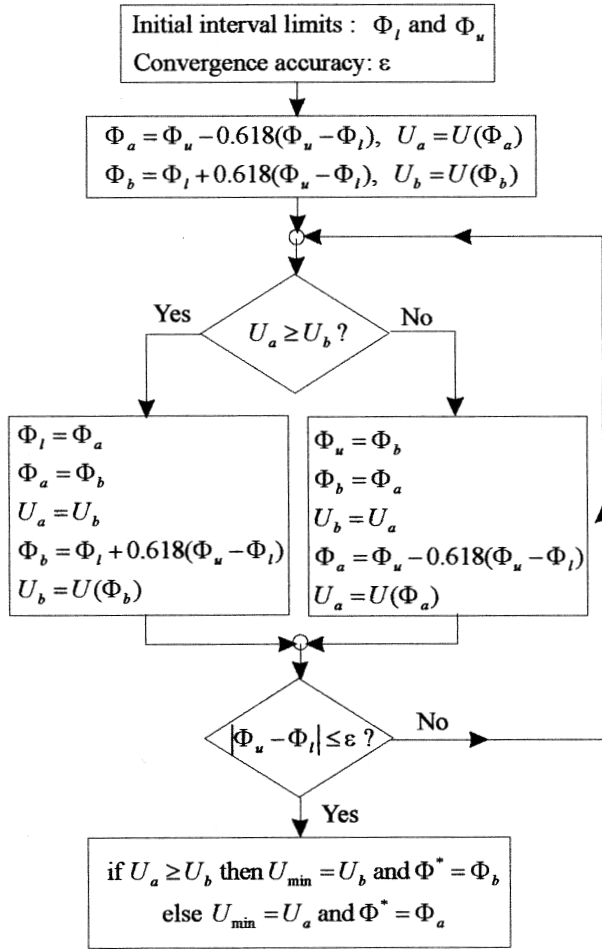 Initial interval limits : Φ_l and Φ_u
Convergence accuracy: ε
Φ_a = Φ_u − 0.618(Φ_u − Φ_l), U_a = U(Φ_a)
Φ_b = Φ_l + 0.618(Φ_u − Φ_l), U_b = U(Φ_b)
Yes
U_a ≥ U_b ?
No
Φ_l = Φ_a
Φ_a = Φ_b
U_a = U_b
Φ_b = Φ_l + 0.618(Φ_u − Φ_l)
U_b = U(Φ_b)
Φ_u = Φ_b
Φ_b = Φ_a
U_b = U_a
Φ_a = Φ_u − 0.618(Φ_u − Φ_l)
U_a = U(Φ_a)
|Φ_u − Φ_l| ≤ ε ?
No
Yes
if U_a ≥ U_b then U_min = U_b and Φ* = Φ_b
else U_min = U_a and Φ* = Φ_a